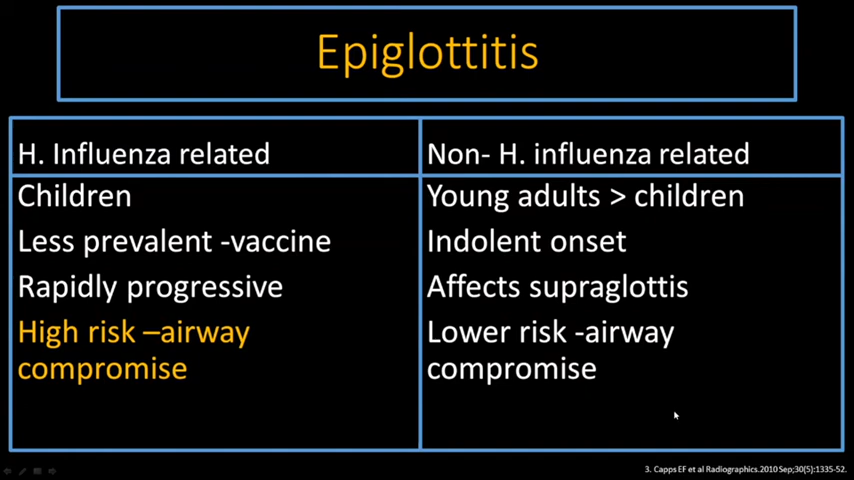 Epiglottitis
H. Influenza related
Non- H. influenza related
Children
Less prevalent -vaccine
Rapidly progressive
High risk –airway
compromise
Young adults > children
Indolent onset
Affects supraglottis
Lower risk -airway
compromise
3. Capps EF et al Radiographics.2010 Sep;30(5):1335-52.